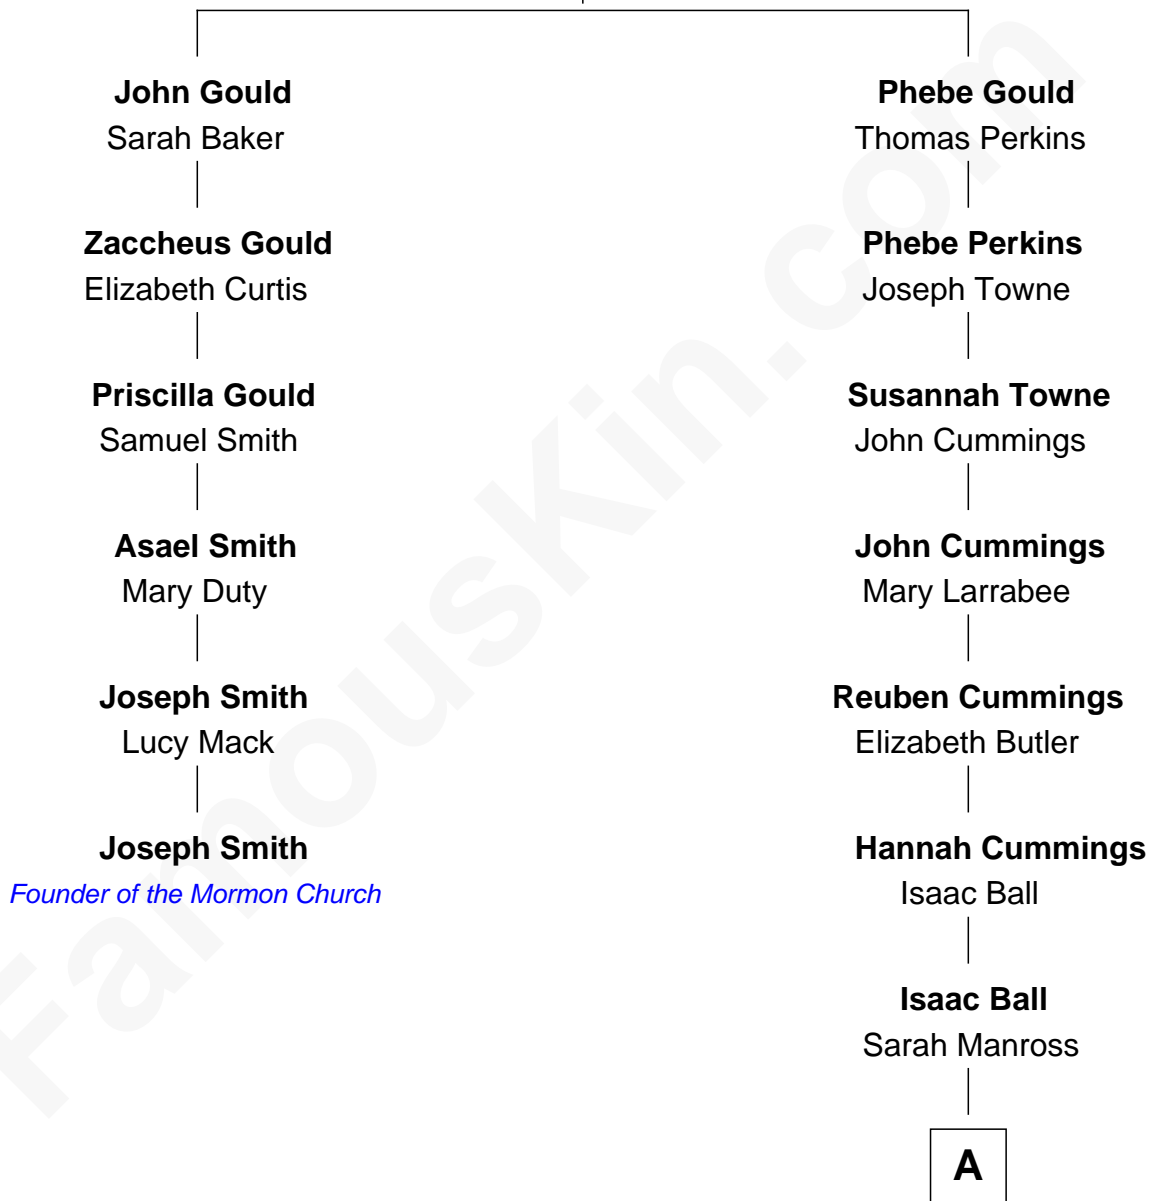 John Gould
Sarah Baker
Zaccheus Gould
Elizabeth Curtis
Priscilla Gould
Samuel Smith
Asael Smith
Mary Duty
Joseph Smith
Lucy Mack
Joseph Smith
Founder of the Mormon Church
Phebe Gould
Thomas Perkins
Phebe Perkins
Joseph Towne
Susannah Towne
John Cummings
John Cummings
Mary Larrabee
Reuben Cummings
Elizabeth Butler
Hannah Cummings
Isaac Ball
Isaac Ball
Sarah Manross
A
FamousKin.com